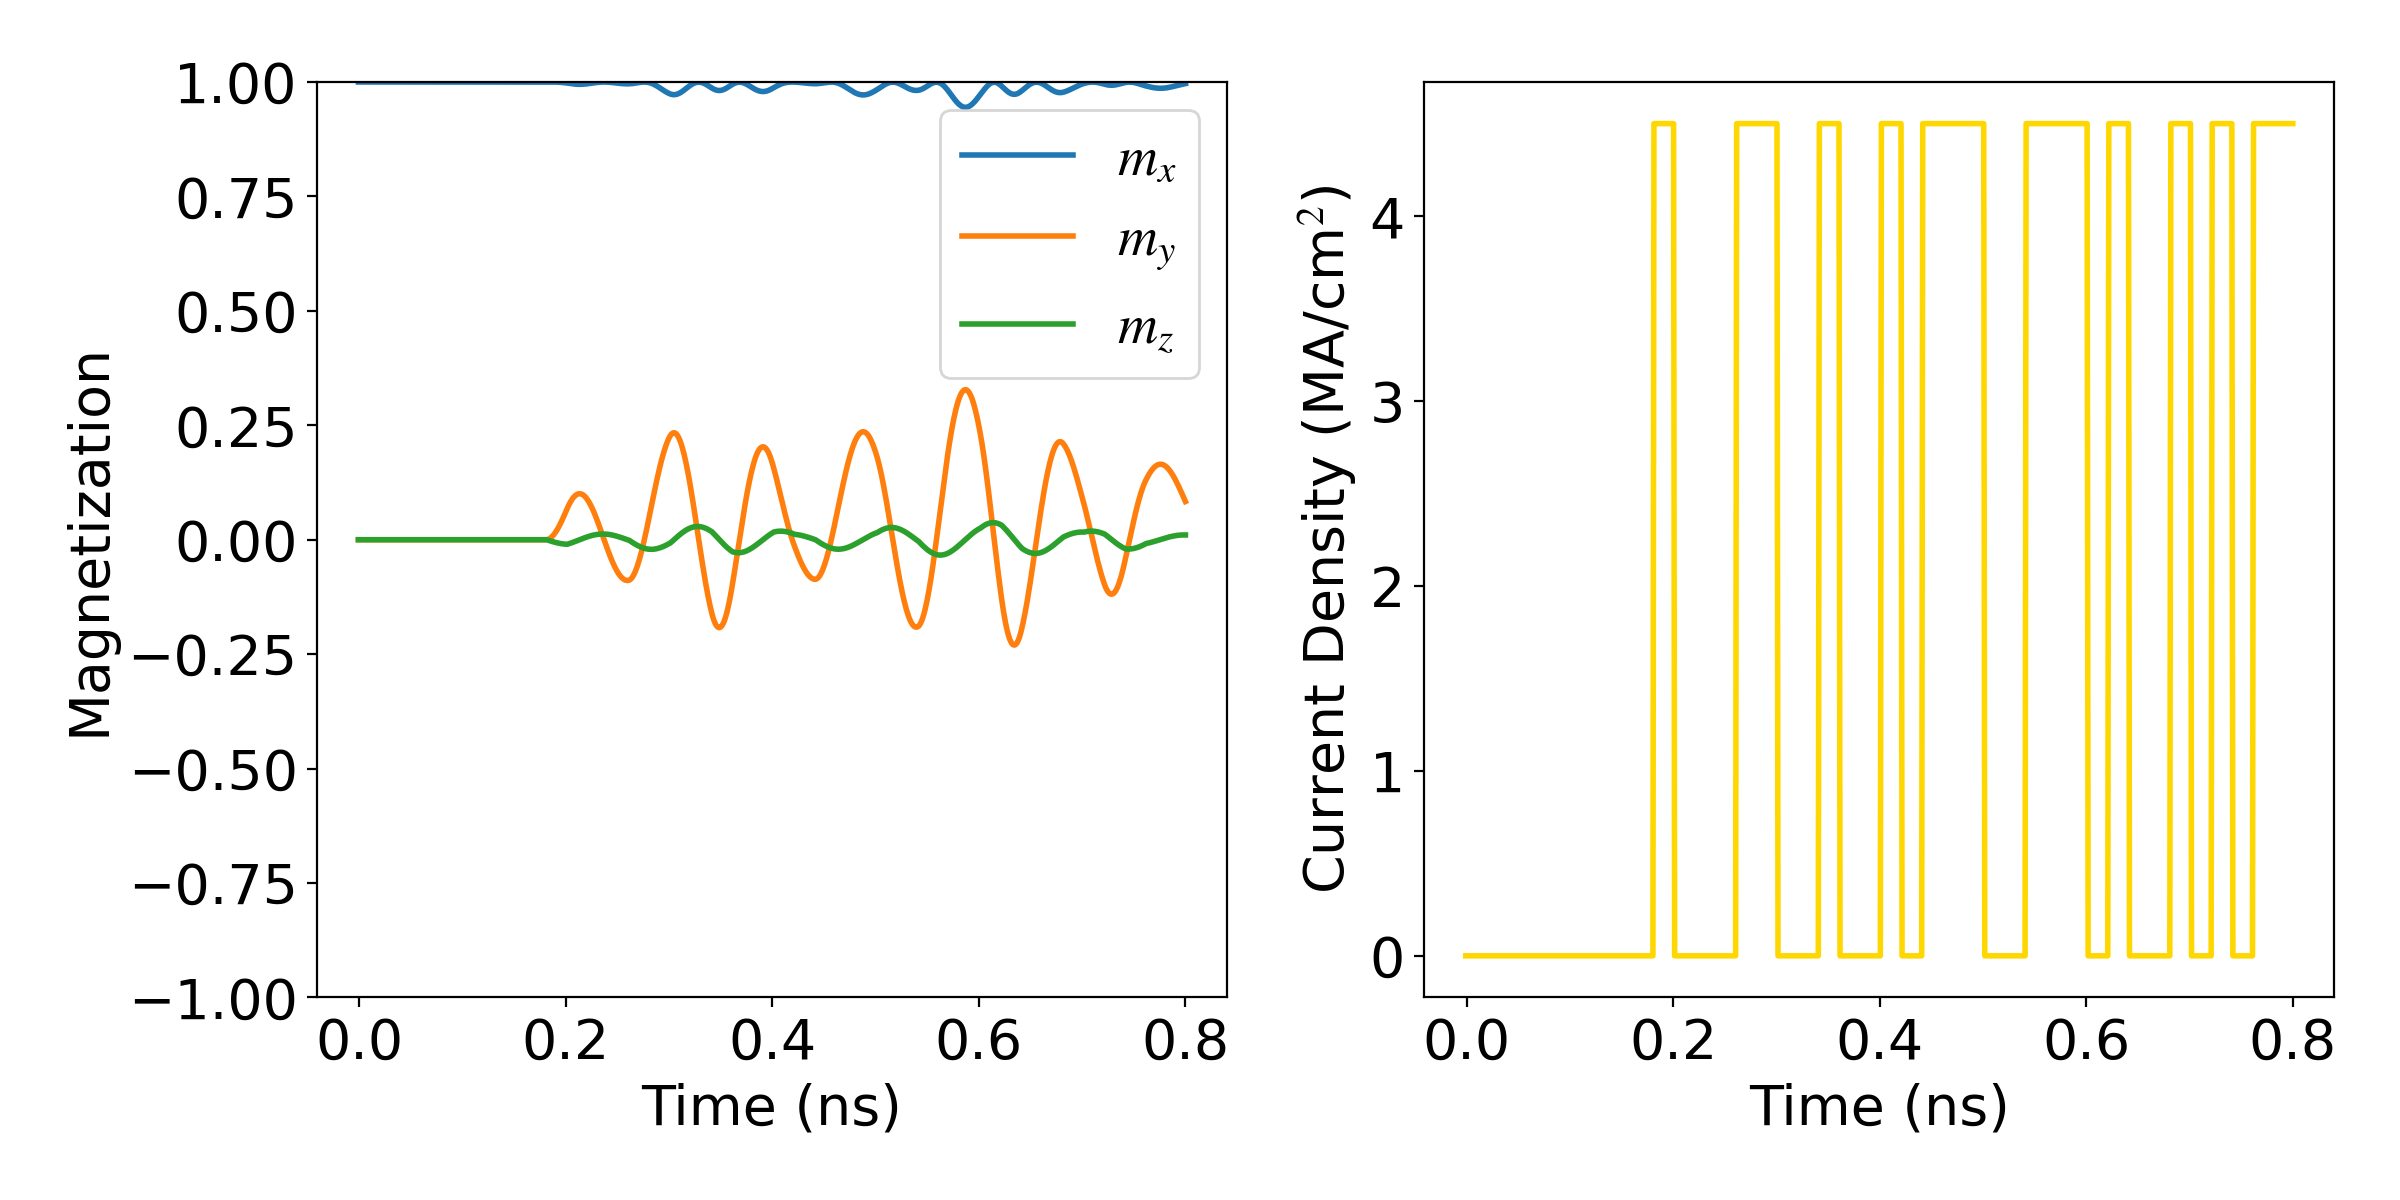 Magnetization
1.00
0.75
0.50
0.25
0.00
−0.25
−0.50
−0.75
−1.00
0.0 0.2 0.4 0.6 0.8
Time (ns)
mₓ
m_y
m_z
Current Density (MA/cm²)
4
3
2
1
0
0.0 0.2 0.4 0.6 0.8
Time (ns)